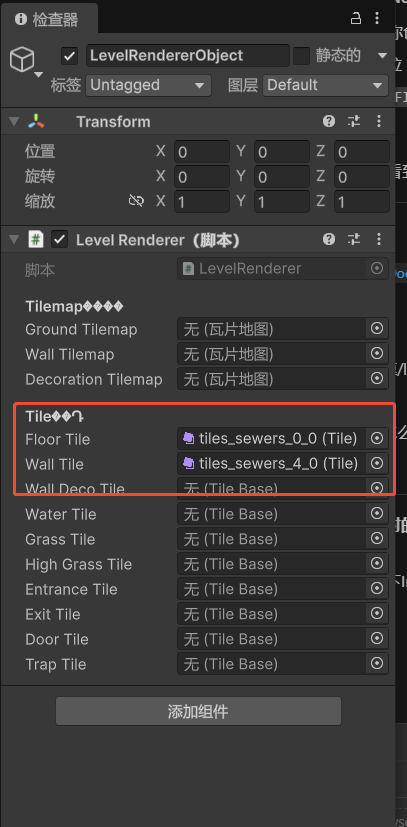 检查器
LevelRendererObject 静态的
标签 Untagged 图层 Default
Transform
位置 X 0 Y 0 Z 0
旋转 X 0 Y 0 Z 0
缩放 X 1 Y 1 Z 1
Level Renderer (脚本)
脚本 LevelRenderer
Tilemap����
Ground Tilemap 无 (瓦片地图)
Wall Tilemap 无 (瓦片地图)
Decoration Tilemap 无 (瓦片地图)
Tile��Դ
Floor Tile tiles_sewers_0_0 (Tile)
Wall Tile tiles_sewers_4_0 (Tile)
Wall Deco Tile 无 (Tile Base)
Water Tile 无 (Tile Base)
Grass Tile 无 (Tile Base)
High Grass Tile 无 (Tile Base)
Entrance Tile 无 (Tile Base)
Exit Tile 无 (Tile Base)
Door Tile 无 (Tile Base)
Trap Tile 无 (Tile Base)
添加组件